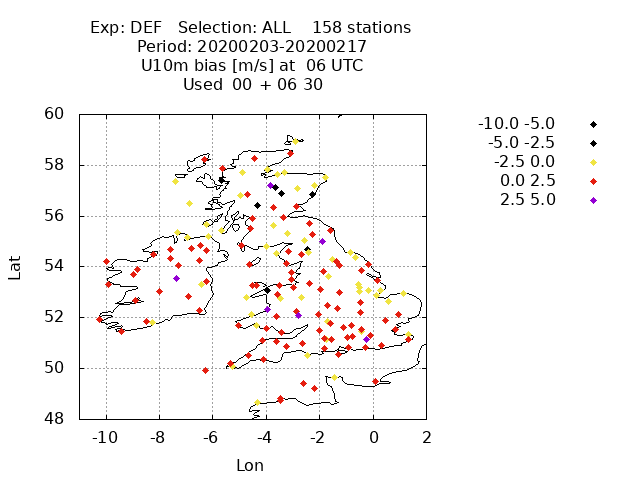 Exp: DEF   Selection: ALL    158 stations
Period: 20200203-20200217
U10m bias [m/s] at  06 UTC
Used  00 + 06 30
-10.0 -5.0
-5.0 -2.5
-2.5 0.0
0.0 2.5
2.5 5.0
60
58
56
54
52
50
48
Lat
-10 -8 -6 -4 -2 0 2
Lon